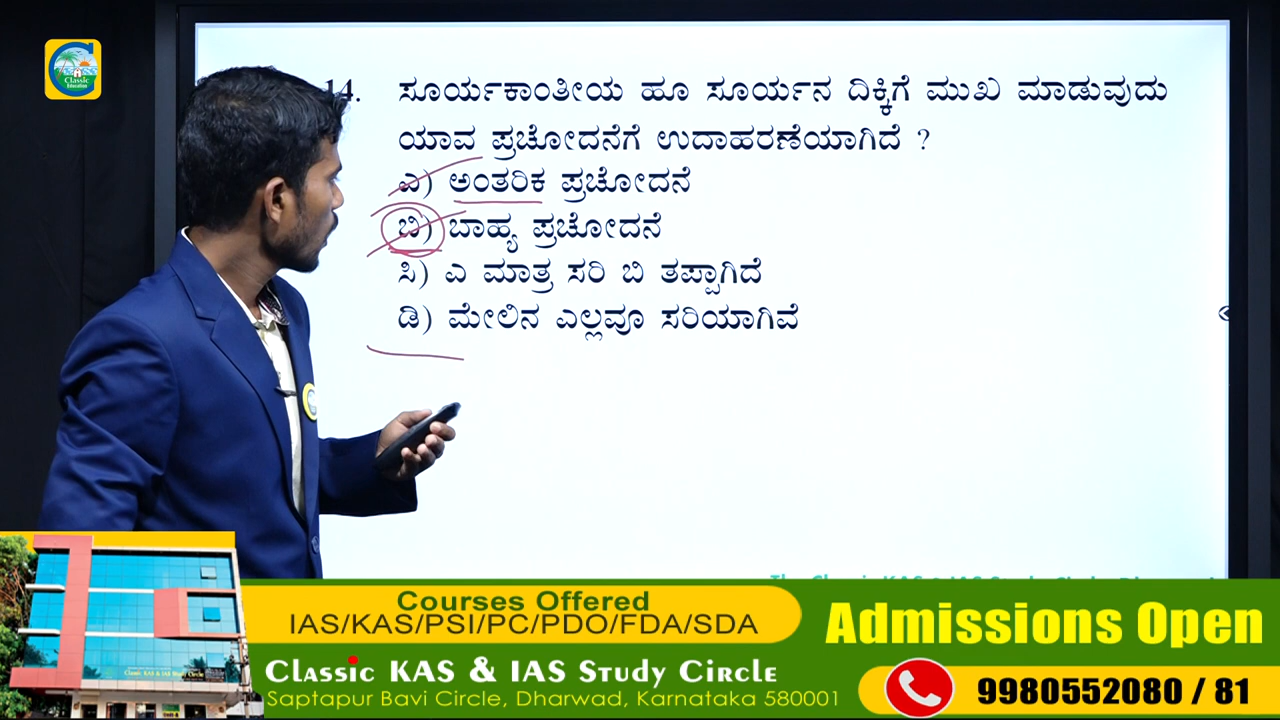 Classic
Education
14. ಸೂರ್ಯಕಾಂತೀಯ ಹೂ ಸೂರ್ಯನ ದಿಕ್ಕಿಗೆ ಮುಖ ಮಾಡುವುದು
ಯಾವ ಪ್ರಚೋದನೆಗೆ ಉದಾಹರಣೆಯಾಗಿದೆ ?
ಎ) ಅಂತರಿಕ ಪ್ರಚೋದನೆ
ಬಿ) ಬಾಹ್ಯ ಪ್ರಚೋದನೆ
ಸಿ) ಎ ಮಾತ್ರ ಸರಿ ಬಿ ತಪ್ಪಾಗಿದೆ
ಡಿ) ಮೇಲಿನ ಎಲ್ಲವೂ ಸರಿಯಾಗಿವೆ
Courses Offered
IAS/KAS/PSI/PC/PDO/FDA/SDA
Classic KAS & IAS Study Circle
Saptapur Bavi Circle, Dharwad, Karnataka 580001
Admissions Open
9980552080 / 81